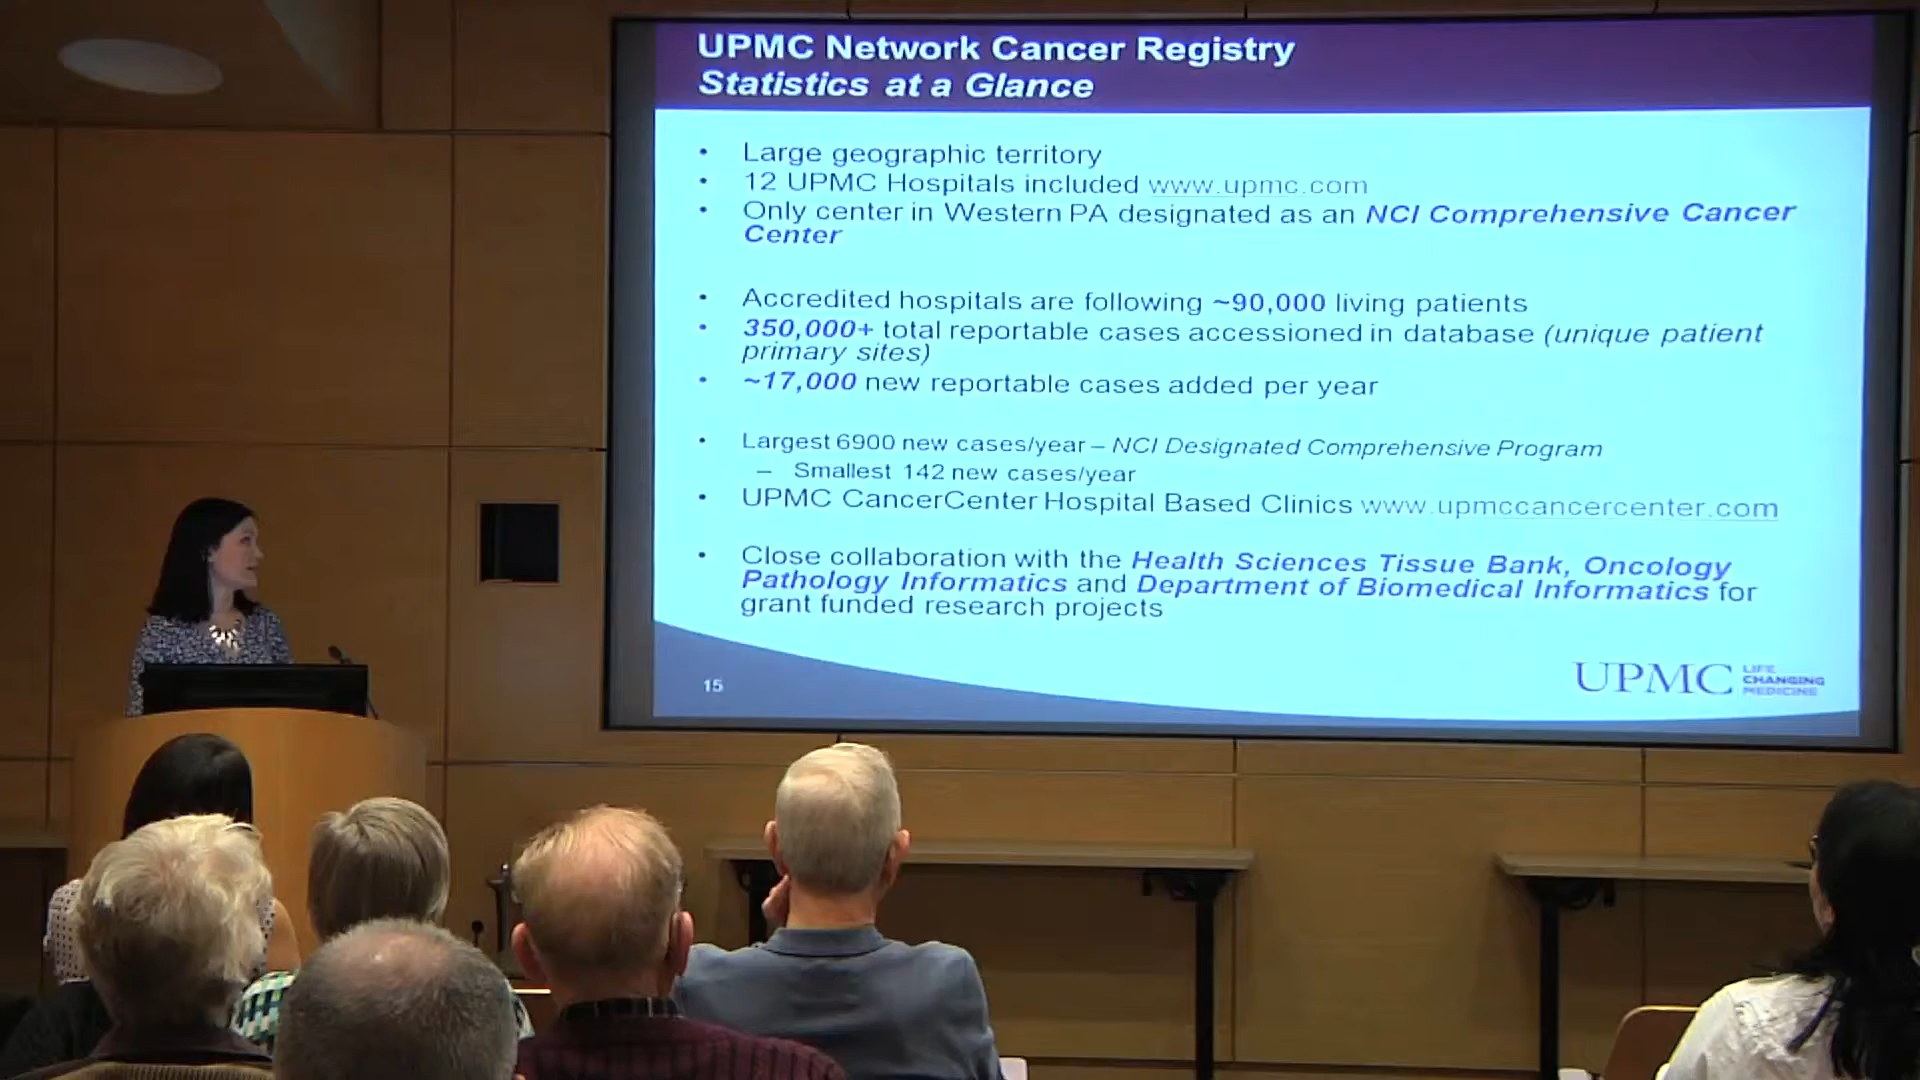 UPMC Network Cancer Registry
Statistics at a Glance
• Large geographic territory
• 12 UPMC Hospitals included www.upmc.com
• Only center in Western PA designated as an NCI Comprehensive Cancer
Center
• Accredited hospitals are following ~90,000 living patients
• 350,000+ total reportable cases accessioned in database (unique patient
primary sites)
• ~17,000 new reportable cases added per year
• Largest 6900 new cases/year – NCI Designated Comprehensive Program
– Smallest 142 new cases/year
• UPMC CancerCenter Hospital Based Clinics www.upmccancercenter.com
• Close collaboration with the Health Sciences Tissue Bank, Oncology
Pathology Informatics and Department of Biomedical Informatics for
grant funded research projects
15
UPMC LIFE
CHANGING
MEDICINE